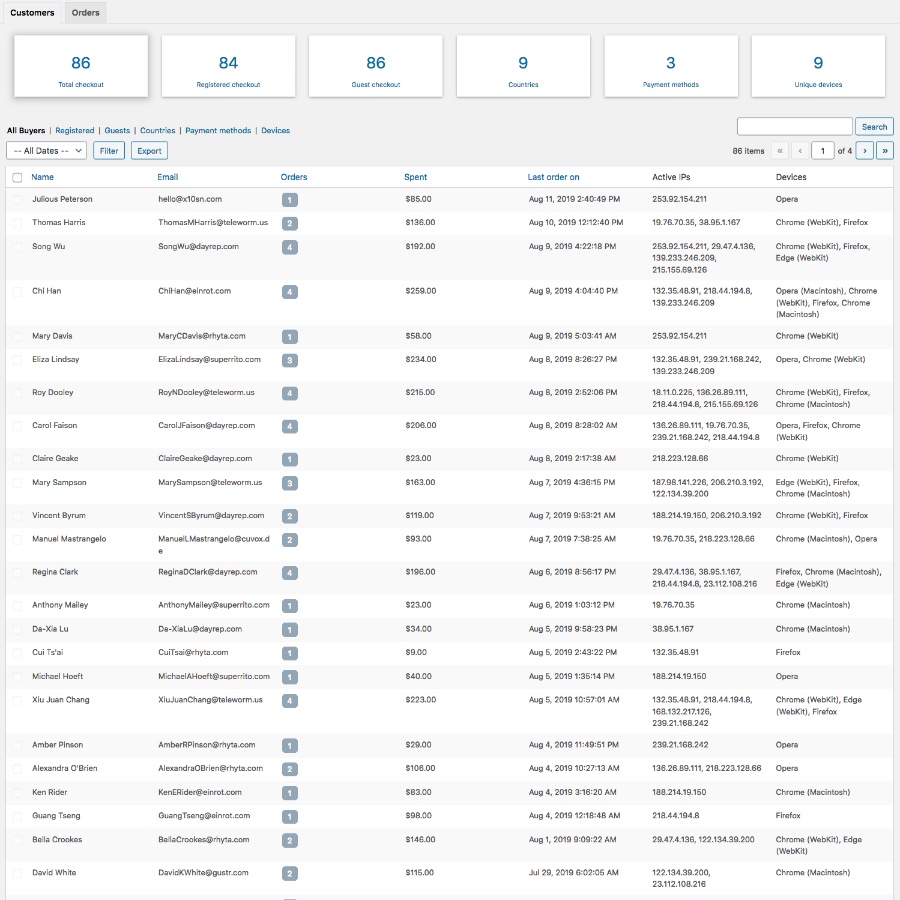 Customers Orders
86 84 86 9 3 9
Total checkout Registered checkout Guest checkout Countries Payment methods Unique devices
All Buyers | Registered | Guests | Countries | Payment methods | Devices Search
-- All Dates -- Filter Export 86 items « ‹ 1 of 4 › »
Name Email Orders Spent Last order on Active IPs Devices
Julious Peterson hello@x10sn.com 1 $85.00 Aug 11, 2019 2:40:49 PM 253.92.154.211 Opera
Thomas Harris ThomasMHarris@teleworm.us 2 $136.00 Aug 10, 2019 12:12:40 PM 19.76.70.35, 38.95.1.167 Chrome (WebKit), Firefox
Song Wu SongWu@dayrep.com 4 $192.00 Aug 9, 2019 4:22:18 PM 253.92.154.211, 29.47.4.136, Chrome (WebKit), Firefox,
139.233.246.209, Edge (WebKit)
215.155.69.126
Chi Han ChiHan@einrot.com 4 $259.00 Aug 9, 2019 4:04:40 PM 132.35.48.91, 218.44.194.8, Opera (Macintosh), Chrome
139.233.246.209 (WebKit), Firefox, Chrome
(Macintosh)
Mary Davis MaryCDavis@rhyta.com 1 $58.00 Aug 9, 2019 5:03:41 AM 253.92.154.211 Chrome (WebKit)
Eliza Lindsay ElizaLindsay@superrito.com 3 $234.00 Aug 8, 2019 8:26:27 PM 132.35.48.91, 239.21.168.242, Opera, Chrome (WebKit)
139.233.246.209
Roy Dooley RoyNDooley@teleworm.us 4 $215.00 Aug 8, 2019 2:52:06 PM 18.11.0.225, 136.26.89.111, Chrome (WebKit), Firefox,
218.44.194.8, 215.155.69.126 Chrome (Macintosh)
Carol Faison CarolJFaison@dayrep.com 4 $206.00 Aug 8, 2019 8:28:02 AM 136.26.89.111, 19.76.70.35, Opera, Firefox, Chrome
239.21.168.242, 218.44.194.8 (WebKit)
Claire Geake ClaireGeake@dayrep.com 1 $23.00 Aug 8, 2019 2:17:38 AM 218.223.128.66 Chrome (WebKit)
Mary Sampson MarySampson@teleworm.us 3 $163.00 Aug 7, 2019 4:36:15 PM 187.98.141.226, 206.210.3.192, Edge (WebKit), Firefox,
122.134.39.200 Chrome (Macintosh)
Vincent Byrum VincentSByrum@dayrep.com 2 $119.00 Aug 7, 2019 9:53:21 AM 188.214.19.150, 206.210.3.192 Chrome (WebKit), Firefox
Manuel Mastrangelo ManuelLMastrangelo@cuvox.d 2 $93.00 Aug 7, 2019 7:38:25 AM 19.76.70.35, 218.223.128.66 Chrome (Macintosh), Opera
e
Regina Clark ReginaDClark@dayrep.com 4 $196.00 Aug 6, 2019 8:56:17 PM 29.47.4.136, 38.95.1.167, Firefox, Chrome (Macintosh),
218.44.194.8, 23.112.108.216 Edge (WebKit)
Anthony Mailey AnthonyMailey@superrito.com 1 $23.00 Aug 6, 2019 1:03:12 PM 19.76.70.35 Chrome (Macintosh)
Da-Xia Lu Da-XiaLu@dayrep.com 1 $34.00 Aug 5, 2019 9:58:23 PM 38.95.1.167 Chrome (Macintosh)
Cui Ts'ai CuiTsai@rhyta.com 1 $9.00 Aug 5, 2019 2:43:22 PM 132.35.48.91 Firefox
Michael Hoeft MichaelAHoeft@superrito.com 1 $40.00 Aug 5, 2019 1:35:14 PM 188.214.19.150 Opera
Xiu Juan Chang XiuJuanChang@teleworm.us 4 $223.00 Aug 5, 2019 10:57:01 AM 132.35.48.91, 218.44.194.8, Chrome (WebKit), Edge
168.132.217.126, (WebKit), Firefox
239.21.168.242
Amber Pinson AmberRPinson@rhyta.com 1 $29.00 Aug 4, 2019 11:49:51 PM 239.21.168.242 Opera
Alexandra O'Brien AlexandraOBrien@rhyta.com 2 $106.00 Aug 4, 2019 10:27:13 AM 136.26.89.111, 218.223.128.66 Opera
Ken Rider KenERider@einrot.com 1 $83.00 Aug 4, 2019 3:16:20 AM 188.214.19.150 Chrome (Macintosh)
Guang Tseng GuangTseng@einrot.com 1 $98.00 Aug 4, 2019 12:18:48 AM 218.44.194.8 Firefox
Bella Crookes BellaCrookes@rhyta.com 2 $146.00 Aug 1, 2019 9:09:22 AM 29.47.4.136, 122.134.39.200 Chrome (WebKit), Edge
(WebKit)
David White DavidKWhite@gustr.com 2 $115.00 Jul 29, 2019 6:02:05 AM 122.134.39.200, Chrome (Macintosh)
23.112.108.216